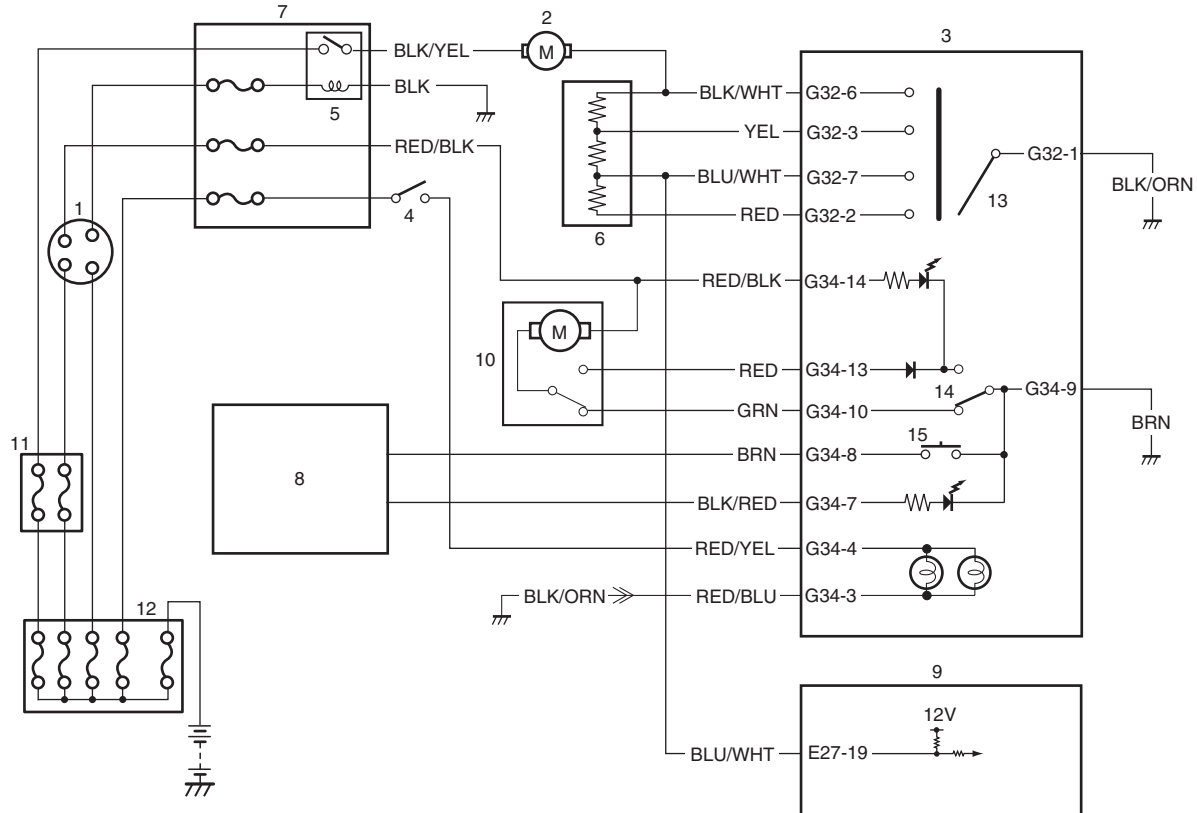 7
2
3
BLK/YEL
M
5
BLK
BLK/WHT
G32-6
YEL
G32-3
RED/BLK
G32-1
BLU/WHT
G32-7
13
BLK/ORN
4
RED
G32-2
1
6
RED/BLK
G34-14
M
10
RED
G34-13
14
G34-9
GRN
G34-10
BRN
11
15
8
BRN
G34-8
BLK/RED
G34-7
RED/YEL
G34-4
12
BLK/ORN
RED/BLU
G34-3
9
12V
BLU/WHT
E27-19